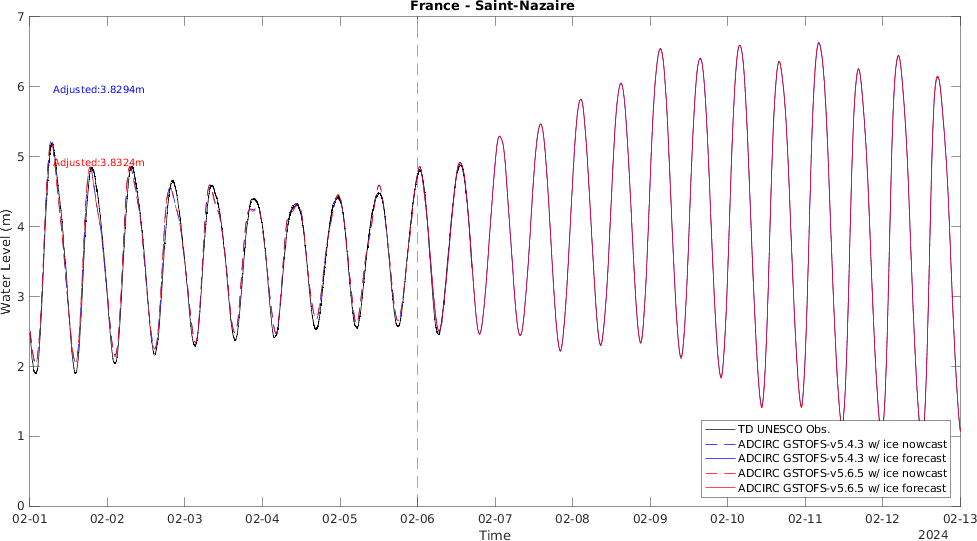 France - Saint-Nazaire
7
6
5
4
3
2
1
0
Water Level (m)
Adjusted:3.8294m
Adjusted:3.8324m
TD UNESCO Obs.
ADCIRC GSTOFS-v5.4.3 w/ ice nowcast
ADCIRC GSTOFS-v5.4.3 w/ ice forecast
ADCIRC GSTOFS-v5.6.5 w/ ice nowcast
ADCIRC GSTOFS-v5.6.5 w/ ice forecast
02-01 02-02 02-03 02-04 02-05 02-06 02-07 02-08 02-09 02-10 02-11 02-12 02-13
Time
2024